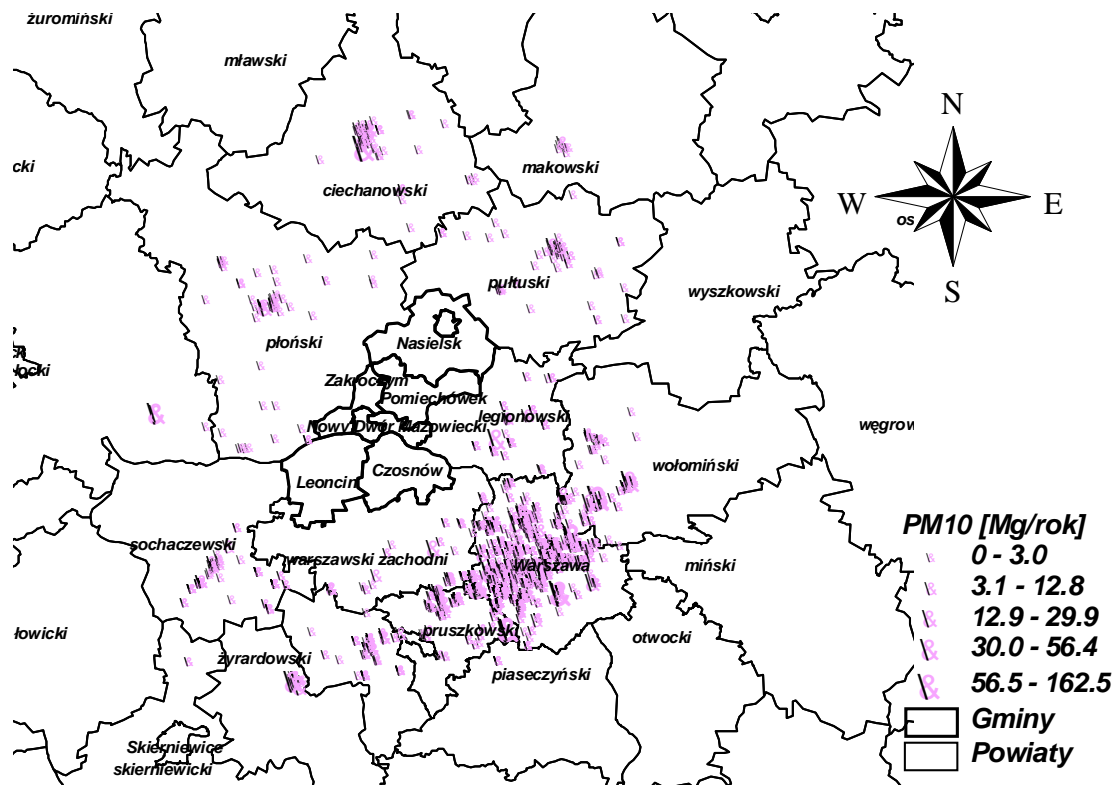 żuromiński
mławski
N
cki
ciechanowski
makowski
W
os
E
S
pułtuski
wyszkowski
płoński
Nasielsk
Zakroczym
Pomiechówek
legionowski
Nowy Dwór Mazowiecki
węgrow
Czosnów
Leoncin
wołomiński
PM10 [Mg/rok]
0 - 3.0
3.1 - 12.8
12.9 - 29.9
30.0 - 56.4
56.5 - 162.5
Gminy
Powiaty
sochaczewski
warszawski zachodni
Warszawa
miński
łowicki
pruszkowski
otwocki
żyrardowski
piaseczyński
Skierniewice
skierniewicki